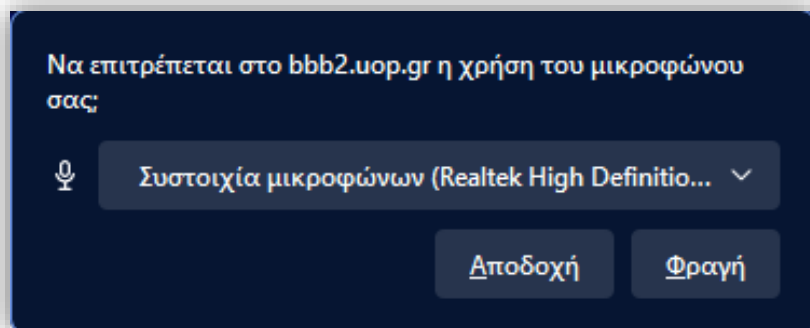 Να επιτρέπεται στο bbb2.uop.gr η χρήση του μικροφώνου
σας;
Συστοιχία μικροφώνων (Realtek High Definitio...
Αποδοχή Φραγή